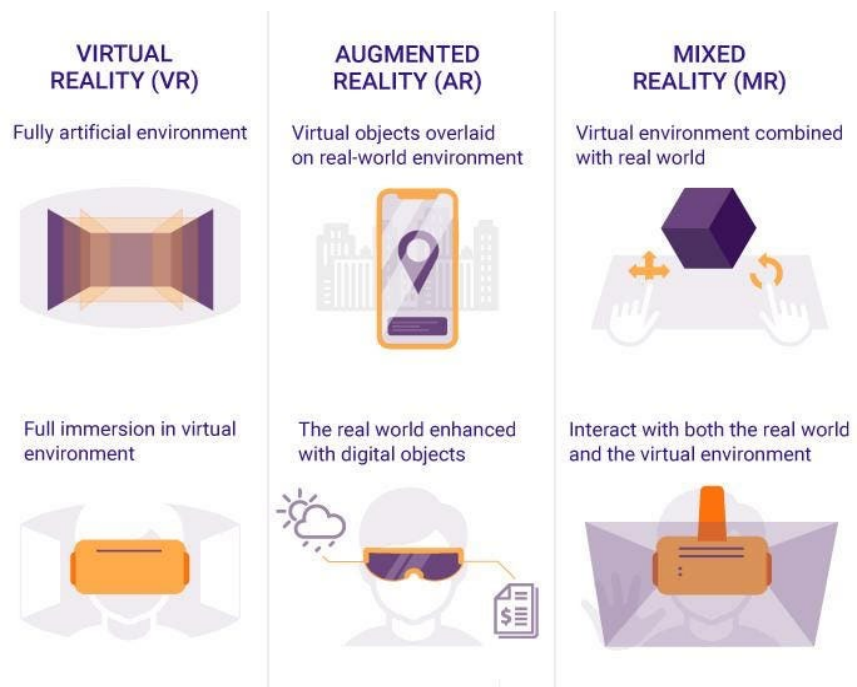 VIRTUAL
REALITY (VR)
Fully artificial environment
Full immersion in virtual
environment
AUGMENTED
REALITY (AR)
Virtual objects overlaid
on real-world environment
The real world enhanced
with digital objects
$
MIXED
REALITY (MR)
Virtual environment combined
with real world
Interact with both the real world
and the virtual environment